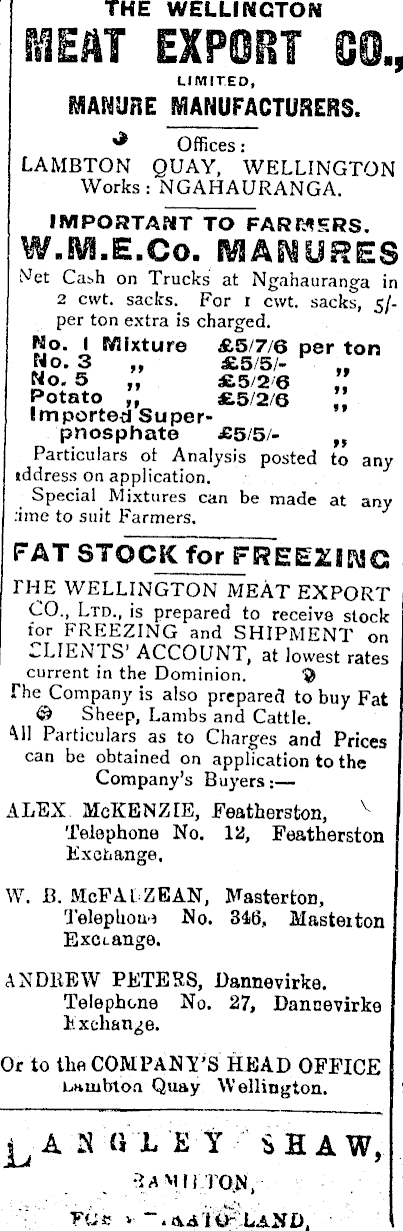 THE WELLINGTON
MEAT EXPORT CO.,
LIMITED,
MANURE MANUFACTURERS.
Offices:
LAMBTON QUAY, WELLINGTON
Works: NGAHAURANGA.
IMPORTANT TO FARMERS.
W.M.E.Co. MANURES
Net Cash on Trucks at Ngahauranga in
2 cwt. sacks. For 1 cwt. sacks, 5/-
per ton extra is charged.
No. 1 Mixture £5/7/6 per ton
No. 3 „ £5/5/- „
No. 5 „ £5/2/6 „
Potato „ £5/2/6 „
Imported Super-
phosphate £5/5/- „
Particulars of Analysis posted to any
address on application.
Special Mixtures can be made at any
time to suit Farmers.
FAT STOCK for FREEZING
THE WELLINGTON MEAT EXPORT
CO., LTD., is prepared to receive stock
for FREEZING and SHIPMENT on
CLIENTS' ACCOUNT, at lowest rates
current in the Dominion.
The Company is also prepared to buy Fat
Sheep, Lambs and Cattle.
All Particulars as to Charges and Prices
can be obtained on application to the
Company's Buyers:—
ALEX. McKENZIE, Featherston,
Telephone No. 12, Featherston
Exchange.
W. B. McFALZEAN, Masterton,
Telephone No. 346, Masterton
Exchange.
ANDREW PETERS, Dannevirke.
Telephone No. 27, Dannevirke
Exchange.
Or to the COMPANY'S HEAD OFFICE
Lambton Quay Wellington.
LANGLEY SHAW,
HAMILTON,
LAND,